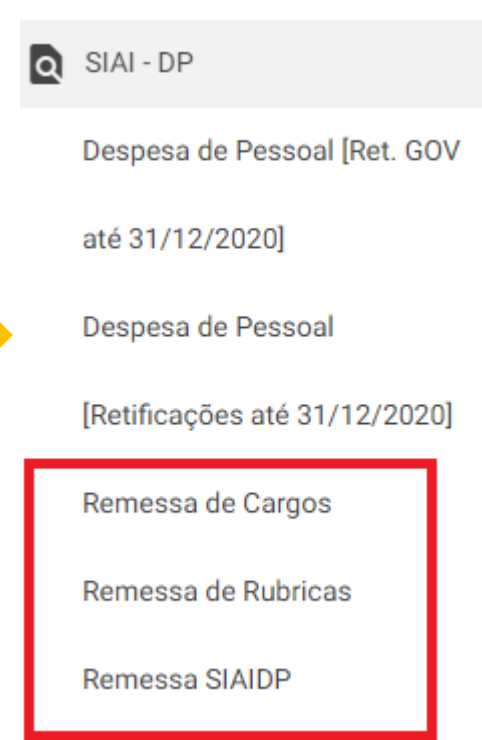 SIAI - DP
Despesa de Pessoal [Ret. GOV
até 31/12/2020]
Despesa de Pessoal
[Retificações até 31/12/2020]
Remessa de Cargos
Remessa de Rubricas
Remessa SIAIDP